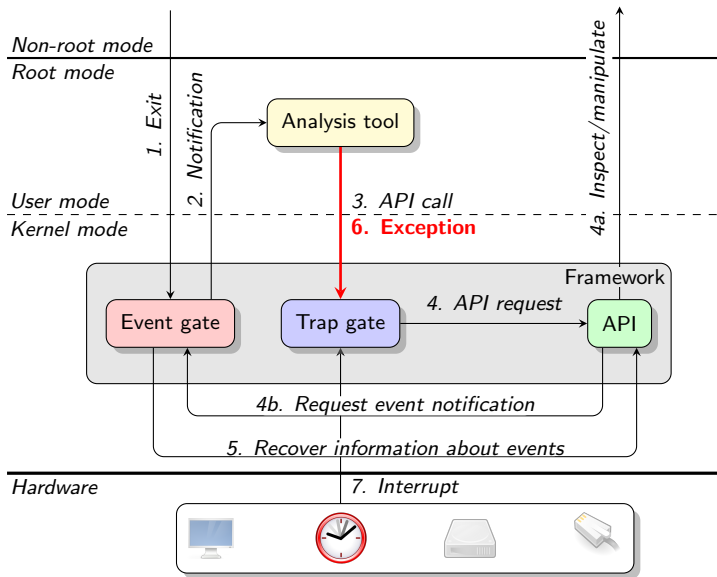 Non-root mode
Root mode
1. Exit
2. Notification
Analysis tool
4a. Inspect/manipulate
User mode
3. API call
Kernel mode
6. Exception
Framework
Event gate
Trap gate
4. API request
API
4b. Request event notification
5. Recover information about events
Hardware
7. Interrupt